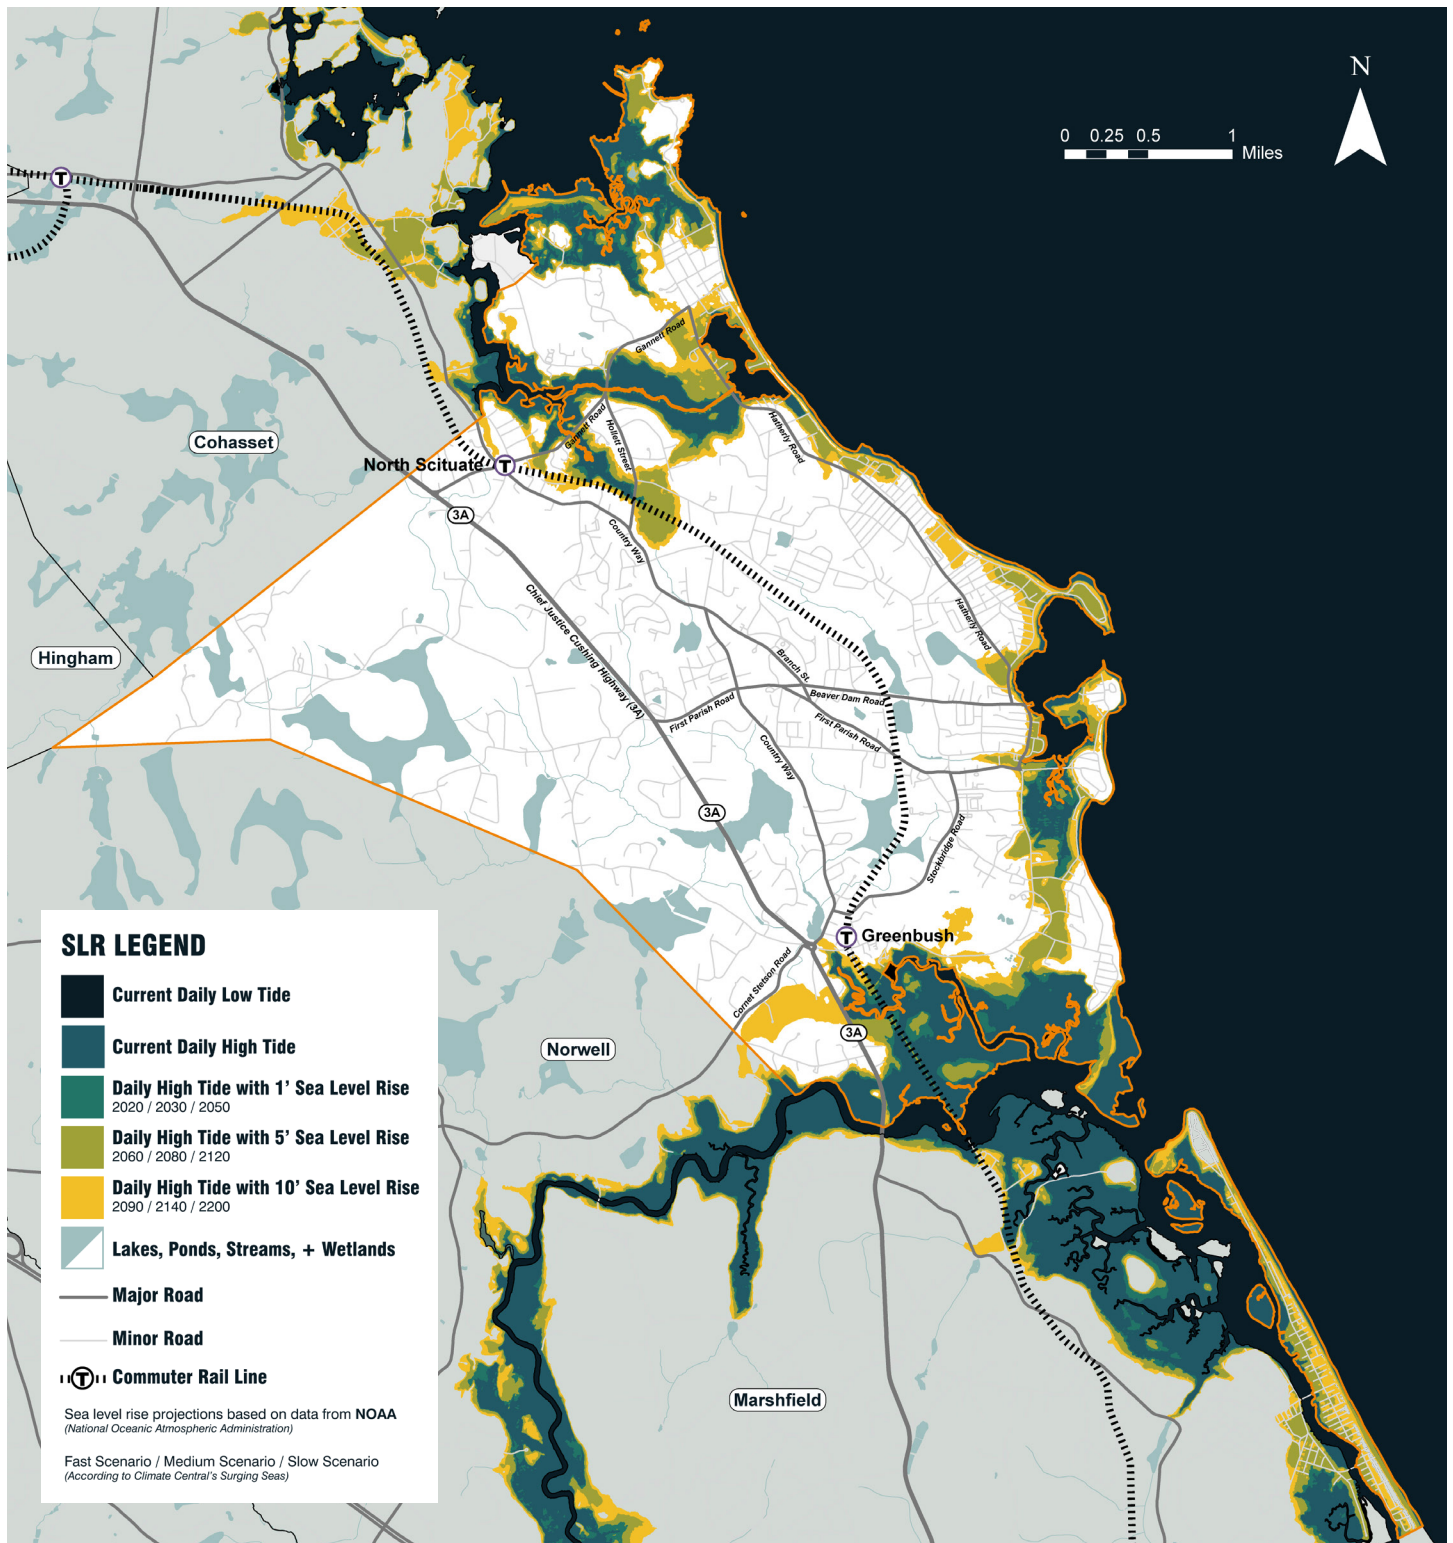 N
0 0.25 0.5 1
Miles
T
Gannett Road
Cohasset
Gannett Road
Hollett Street
Hatherly Road
North Scituate T
3A
Country Way
Hingham
Chief Justice Cushing Highway (3A)
Hatherly Road
Branch St.
Beaver Dam Road
First Parish Road
First Parish Road
Country Way
3A
Stockbridge Road
T Greenbush
Cornet Stetson Road
3A
Norwell
Marshfield
SLR LEGEND
Current Daily Low Tide
Current Daily High Tide
Daily High Tide with 1’ Sea Level Rise
2020 / 2030 / 2050
Daily High Tide with 5’ Sea Level Rise
2060 / 2080 / 2120
Daily High Tide with 10’ Sea Level Rise
2090 / 2140 / 2200
Lakes, Ponds, Streams, + Wetlands
Major Road
Minor Road
T Commuter Rail Line
Sea level rise projections based on data from NOAA
(National Oceanic Atmospheric Administration)
Fast Scenario / Medium Scenario / Slow Scenario
(According to Climate Central's Surging Seas)